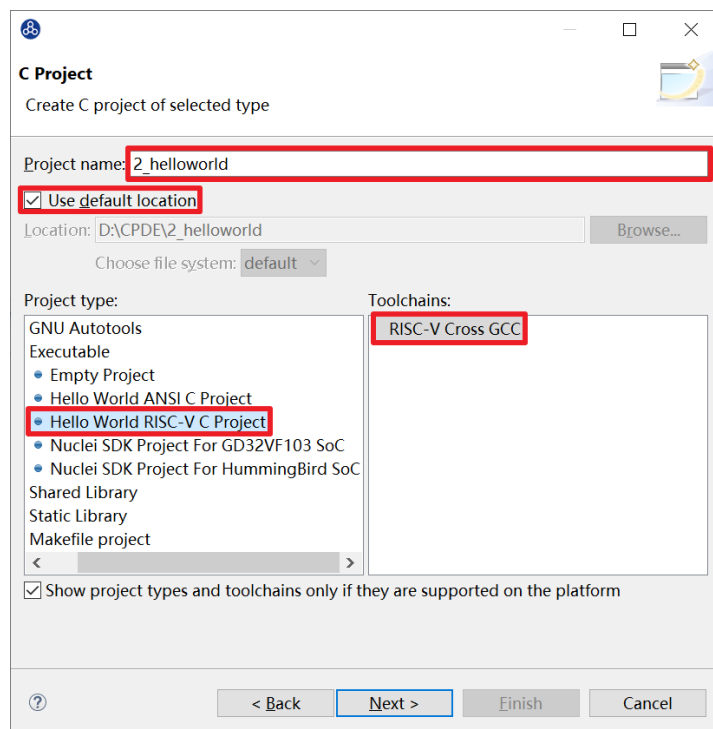 C Project
Create C project of selected type
Project name: 2_helloworld
Use default location
Location: D:\CPDE\2_helloworld Browse...
Choose file system: default
Project type: Toolchains:
GNU Autotools RISC-V Cross GCC
Executable
Empty Project
Hello World ANSI C Project
Hello World RISC-V C Project
Nuclei SDK Project For GD32VF103 SoC
Nuclei SDK Project For HummingBird SoC
Shared Library
Static Library
Makefile project
Show project types and toolchains only if they are supported on the platform
? < Back Next > Finish Cancel